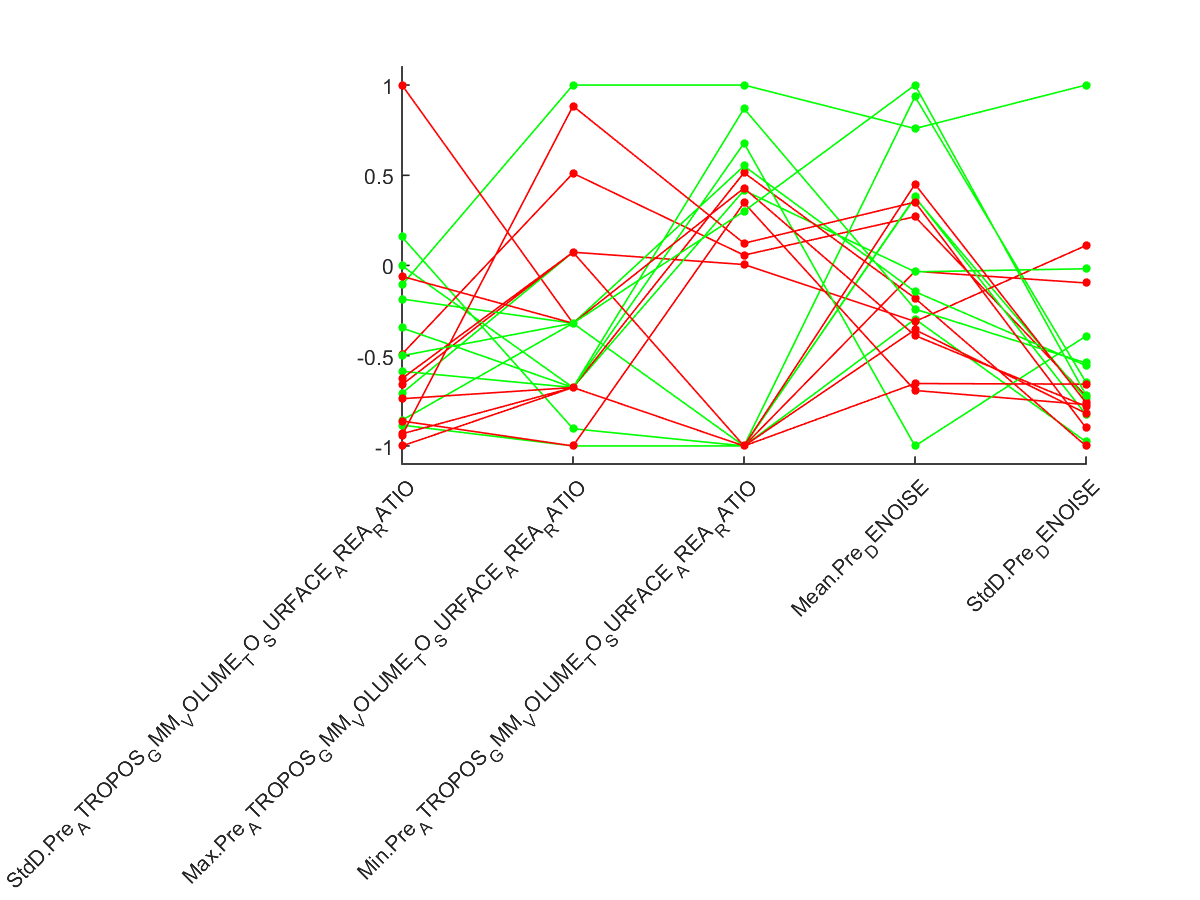 1
0.5
0
-0.5
-1
StdD.Pre_ATROPOS_GMM_VOLUME_TO_SURFACE_AREA_RATIO
Max.Pre_ATROPOS_GMM_VOLUME_TO_SURFACE_AREA_RATIO
Min.Pre_ATROPOS_GMM_VOLUME_TO_SURFACE_AREA_RATIO
Mean.Pre_DENOISE
StdD.Pre_DENOISE